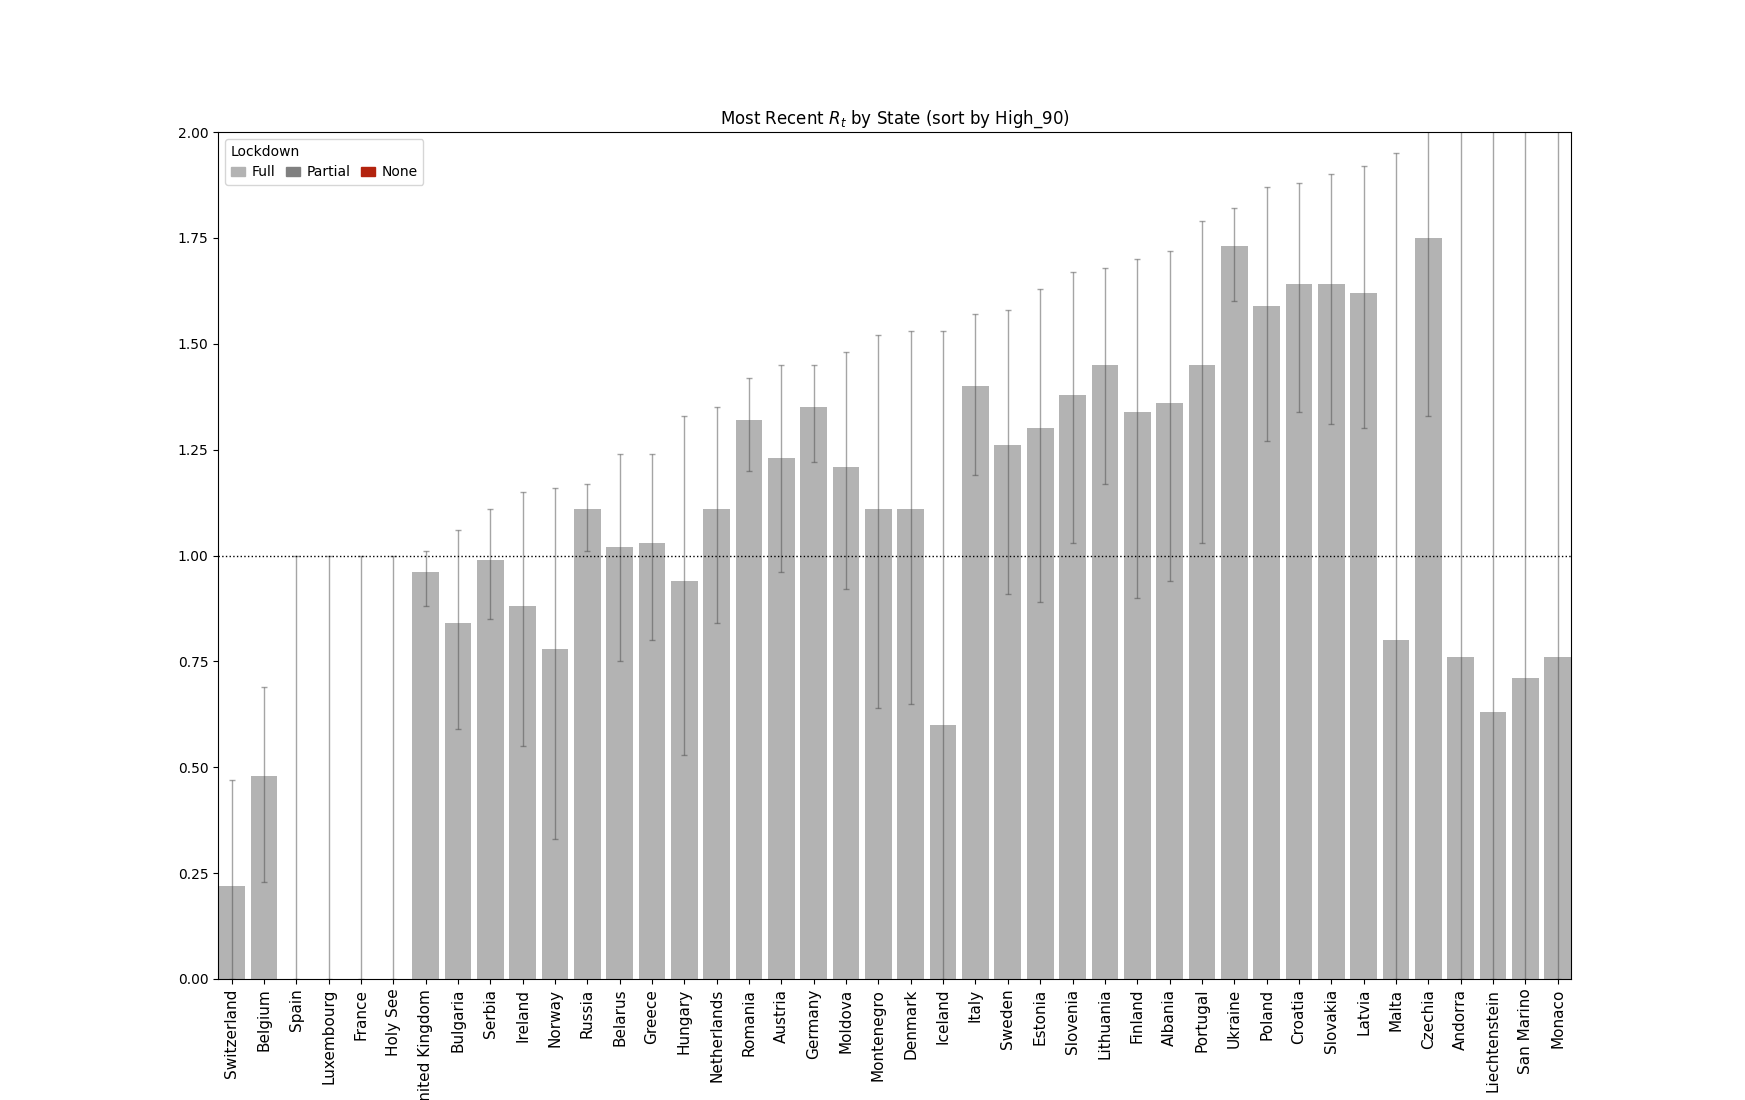 Most Recent R_t by State (sort by High_90)
Lockdown
Full Partial None
2.00
1.75
1.50
1.25
1.00
0.75
0.50
0.25
0.00
Switzerland
Belgium
Spain
Luxembourg
France
Holy See
nited Kingdom
Bulgaria
Serbia
Ireland
Norway
Russia
Belarus
Greece
Hungary
Netherlands
Romania
Austria
Germany
Moldova
Montenegro
Denmark
Iceland
Italy
Sweden
Estonia
Slovenia
Lithuania
Finland
Albania
Portugal
Ukraine
Poland
Croatia
Slovakia
Latvia
Malta
Czechia
Andorra
Liechtenstein
San Marino
Monaco